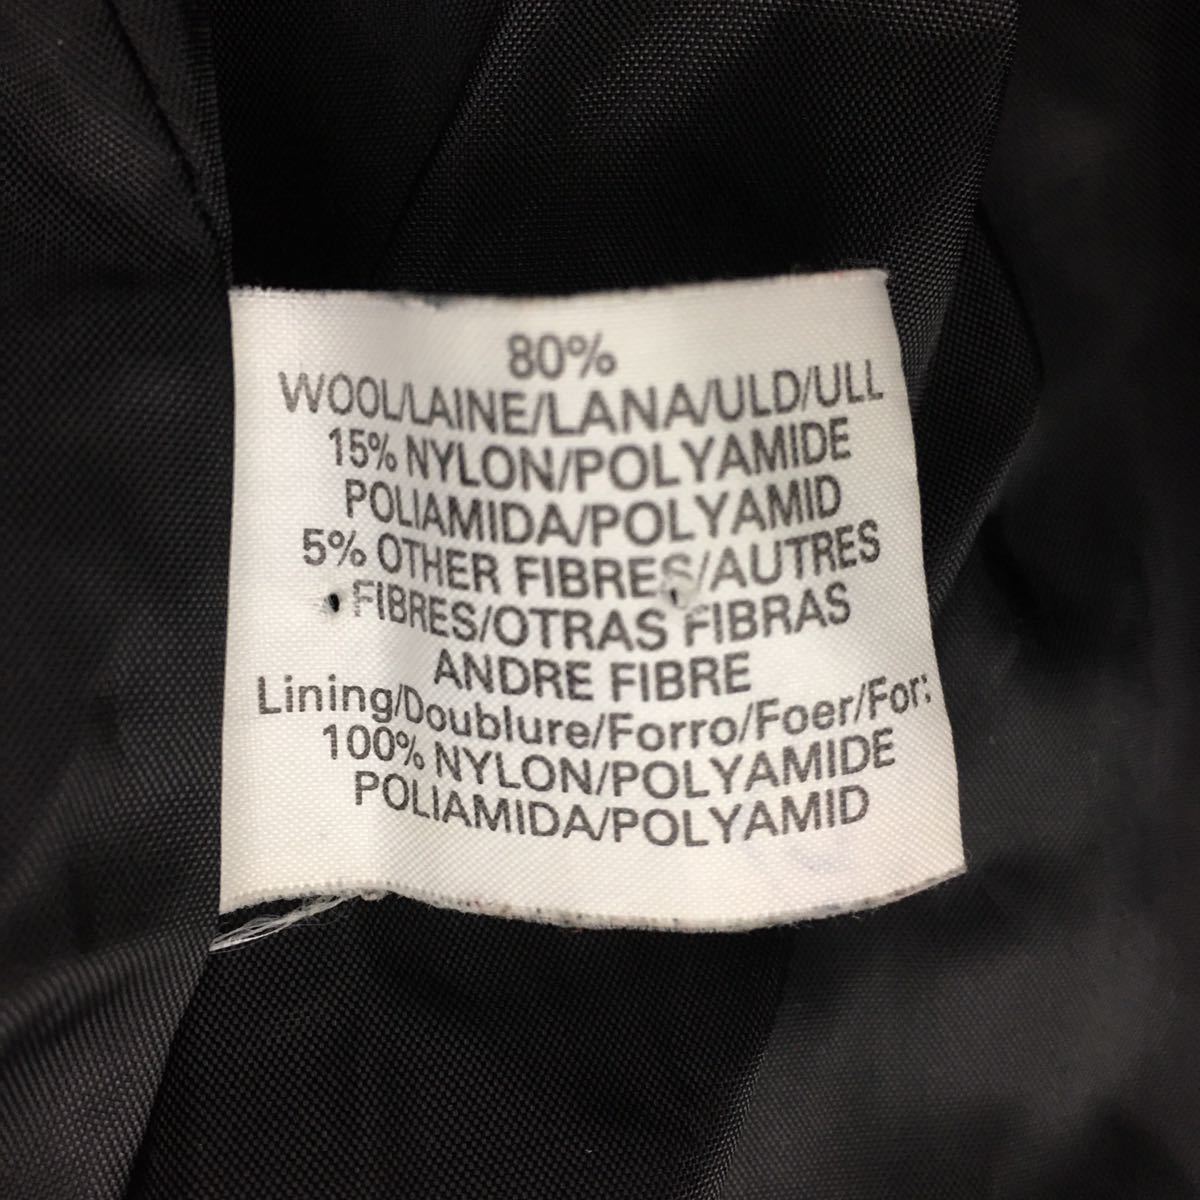 80%
WOOL/LAINE/LANA/ULD/ULL
15% NYLON/POLYAMIDE
POLIAMIDA/POLYAMID
5% OTHER FIBRES/AUTRES
FIBRES/OTRAS FIBRAS
ANDRE FIBRE
Lining/Doublure/Forro/Foer/For:
100% NYLON/POLYAMIDE
POLIAMIDA/POLYAMID